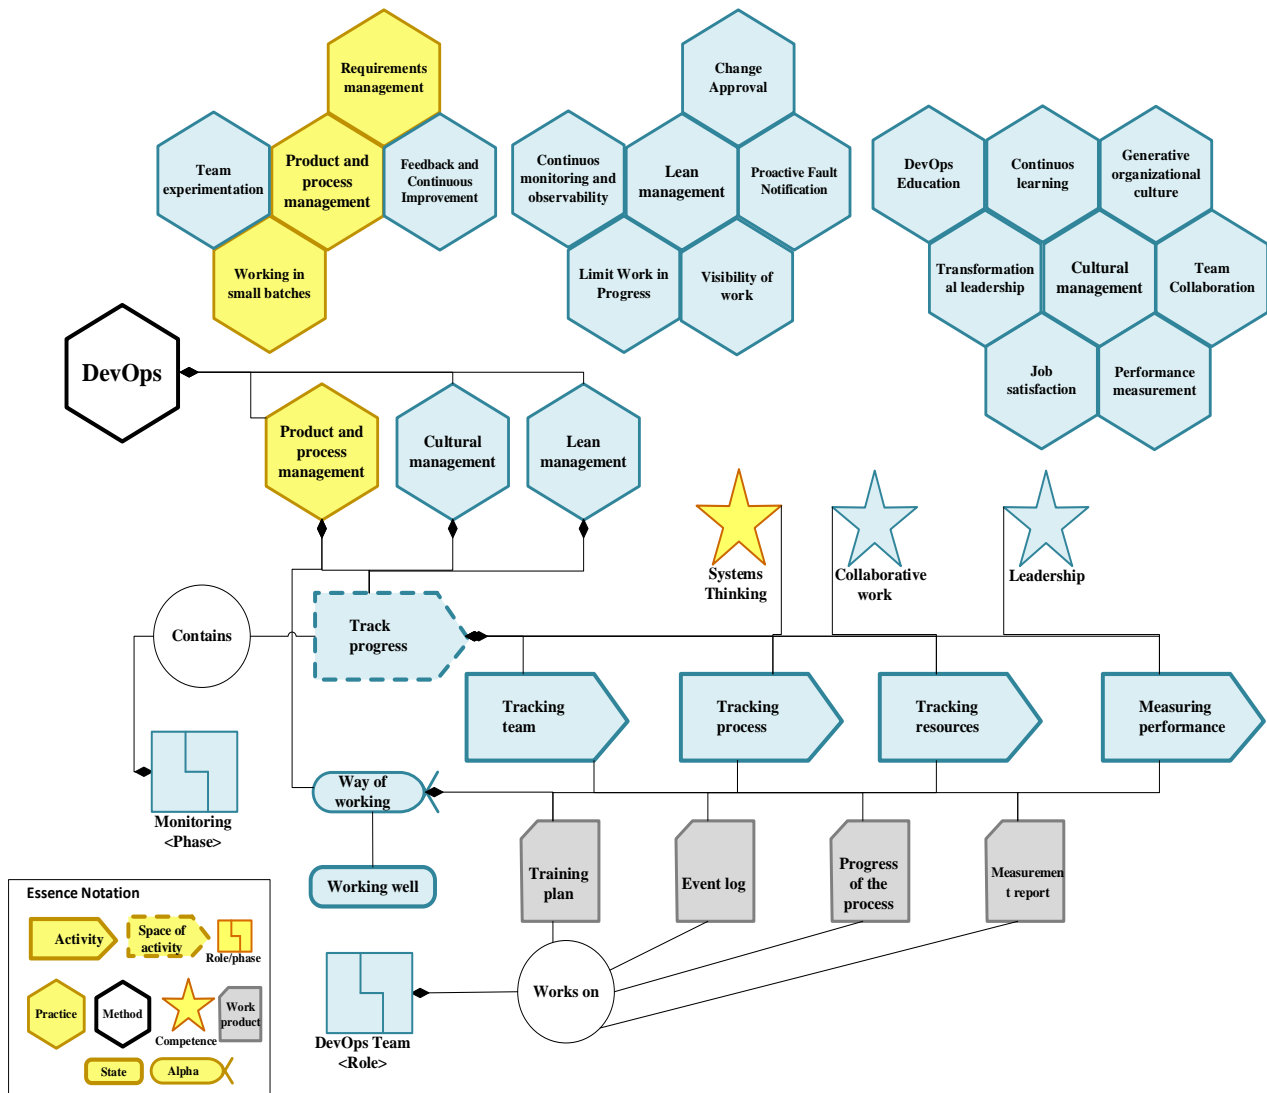 Requirements
management
Team
experimentation
Product and
process
management
Feedback and
Continuous
Improvement
Working in
small batches
Change
Approval
Continuos
monitoring and
observability
Lean
management
Proactive Fault
Notification
Limit Work in
Progress
Visibility of
work
DevOps
Education
Continuos
learning
Generative
organizational
culture
Transformation
al leadership
Cultural
management
Team
Collaboration
Job
satisfaction
Performance
measurement
DevOps
Product and
process
management
Cultural
management
Lean
management
Systems
Thinking
Collaborative
work
Leadership
Contains
Track
progress
Tracking
team
Tracking
process
Tracking
resources
Measuring
performance
Monitoring
<Phase>
Way of
working
Working well
Training
plan
Event log
Progress
of the
process
Measuremen
t report
Works on
DevOps Team
<Role>
Essence Notation
Activity
Space of
activity
Role/phase
Practice
Method
Competence
Work
product
State
Alpha